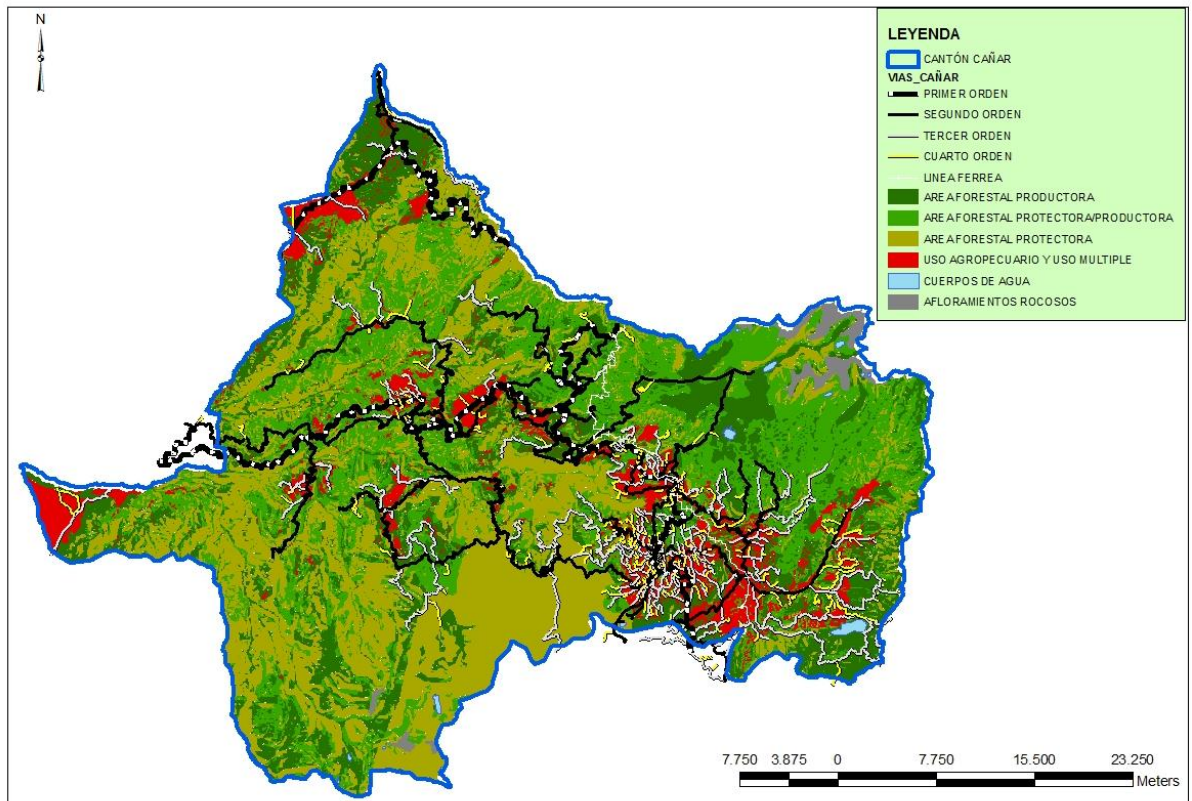 N
LEYENDA
CANTÓN CAÑAR
VIAS_CAÑAR
PRIMER ORDEN
SEGUNDO ORDEN
TERCER ORDEN
CUARTO ORDEN
LINEA FERREA
AREA FORESTAL PRODUCTORA
AREA FORESTAL PROTECTORA/PRODUCTORA
AREA FORESTAL PROTECTORA
USO AGROPECUARIO Y USO MULTIPLE
CUERPOS DE AGUA
AFLORAMIENTOS ROCOSOS
7.750 3.875 0 7.750 15.500 23.250
Meters